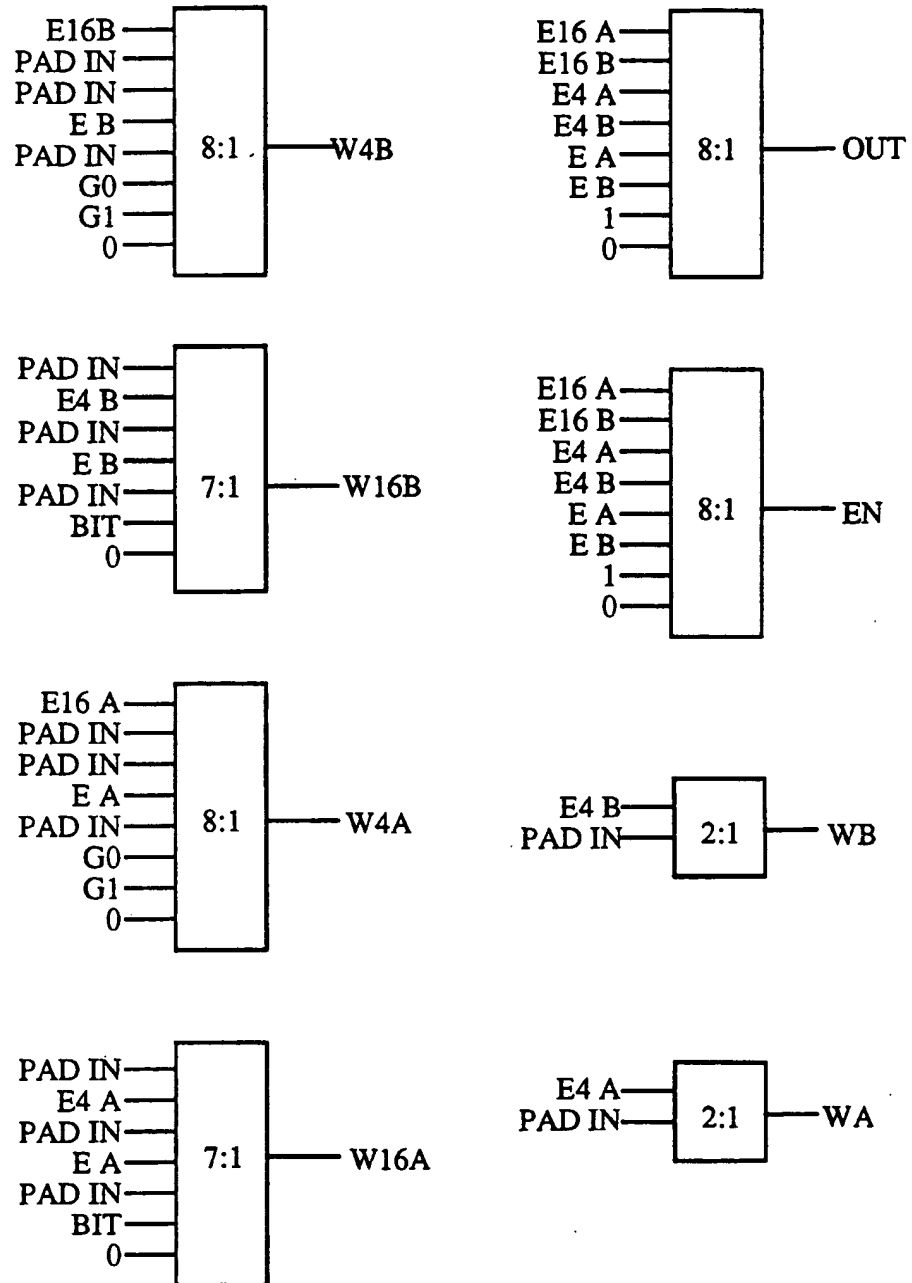 E16B
PAD IN
PAD IN
E B
PAD IN
G0
G1
0
8:1
W4B
E16 A
E16 B
E4 A
E4 B
E A
E B
1
0
8:1
OUT
PAD IN
E4 B
PAD IN
E B
PAD IN
BIT
0
7:1
W16B
E16 A
E16 B
E4 A
E4 B
E A
E B
1
0
8:1
EN
E16 A
PAD IN
PAD IN
E A
PAD IN
G0
G1
0
8:1
W4A
E4 B
PAD IN
2:1
WB
PAD IN
E4 A
PAD IN
E A
PAD IN
BIT
0
7:1
W16A
E4 A
PAD IN
2:1
WA